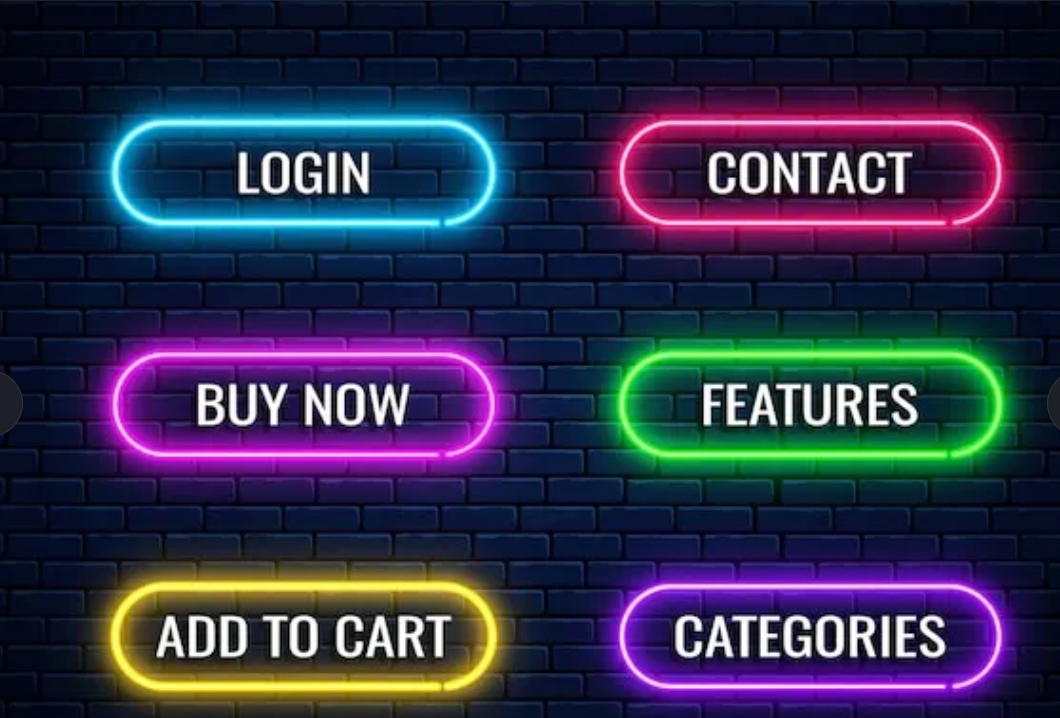 LOGIN
CONTACT
BUY NOW
FEATURES
ADD TO CART
CATEGORIES